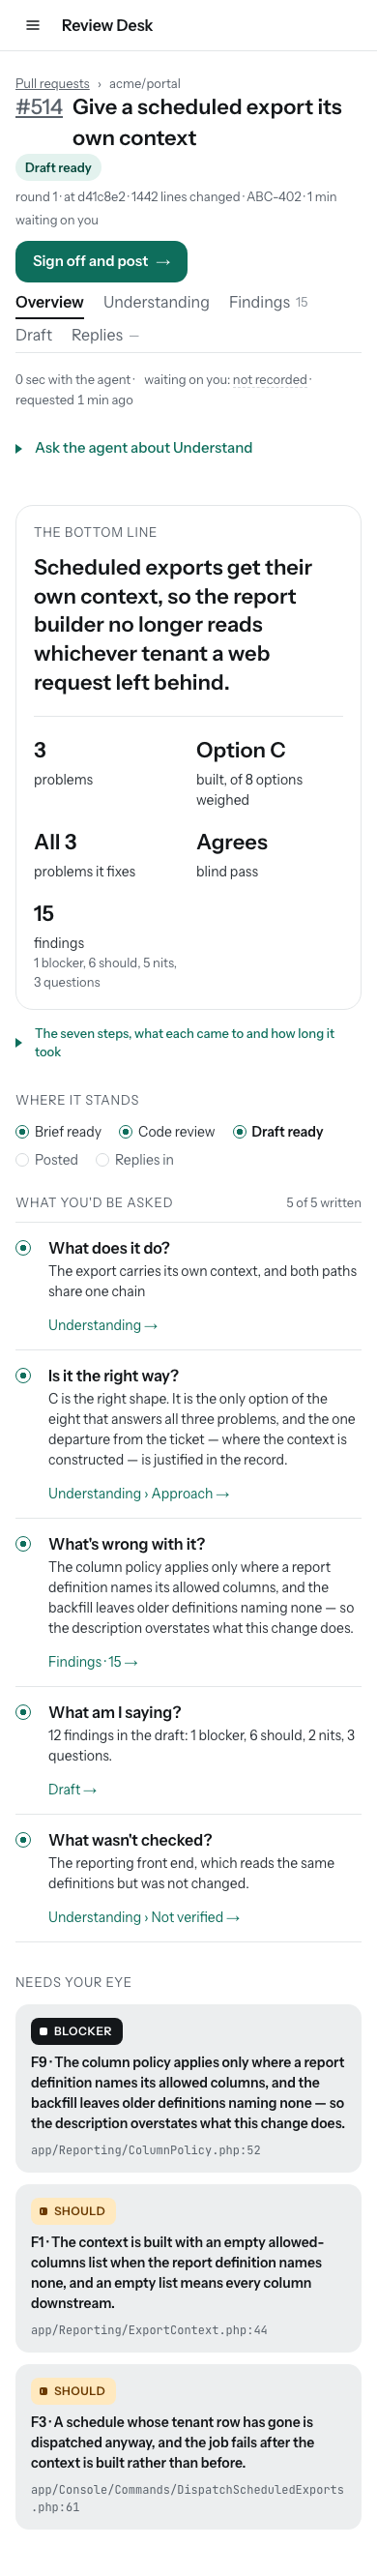 Review Desk
Pull requests › acme/portal
#514 Give a scheduled export its
own context
Draft ready
round 1 · at d41c8e2 · 1442 lines changed · ABC-402 · 1 min
waiting on you
Sign off and post →
Overview Understanding Findings 15
Draft Replies —
0 sec with the agent · waiting on you: not recorded ·
requested 1 min ago
Ask the agent about Understand
THE BOTTOM LINE
Scheduled exports get their
own context, so the report
builder no longer reads
whichever tenant a web
request left behind.
3
problems
Option C
built, of 8 options
weighed
All 3
problems it fixes
Agrees
blind pass
15
findings
1 blocker, 6 should, 5 nits,
3 questions
The seven steps, what each came to and how long it
took
WHERE IT STANDS
Brief ready Code review Draft ready
Posted Replies in
WHAT YOU'D BE ASKED 5 of 5 written
What does it do?
The export carries its own context, and both paths
share one chain
Understanding →
Is it the right way?
C is the right shape. It is the only option of the
eight that answers all three problems, and the one
departure from the ticket — where the context is
constructed — is justified in the record.
Understanding › Approach →
What's wrong with it?
The column policy applies only where a report
definition names its allowed columns, and the
backfill leaves older definitions naming none — so
the description overstates what this change does.
Findings · 15 →
What am I saying?
12 findings in the draft: 1 blocker, 6 should, 2 nits, 3
questions.
Draft →
What wasn't checked?
The reporting front end, which reads the same
definitions but was not changed.
Understanding › Not verified →
NEEDS YOUR EYE
BLOCKER
F9 · The column policy applies only where a report
definition names its allowed columns, and the
backfill leaves older definitions naming none — so
the description overstates what this change does.
app/Reporting/ColumnPolicy.php:52
SHOULD
F1 · The context is built with an empty allowed-
columns list when the report definition names
none, and an empty list means every column
downstream.
app/Reporting/ExportContext.php:44
SHOULD
F3 · A schedule whose tenant row has gone is
dispatched anyway, and the job fails after the
context is built rather than before.
app/Console/Commands/DispatchScheduledExports
.php:61